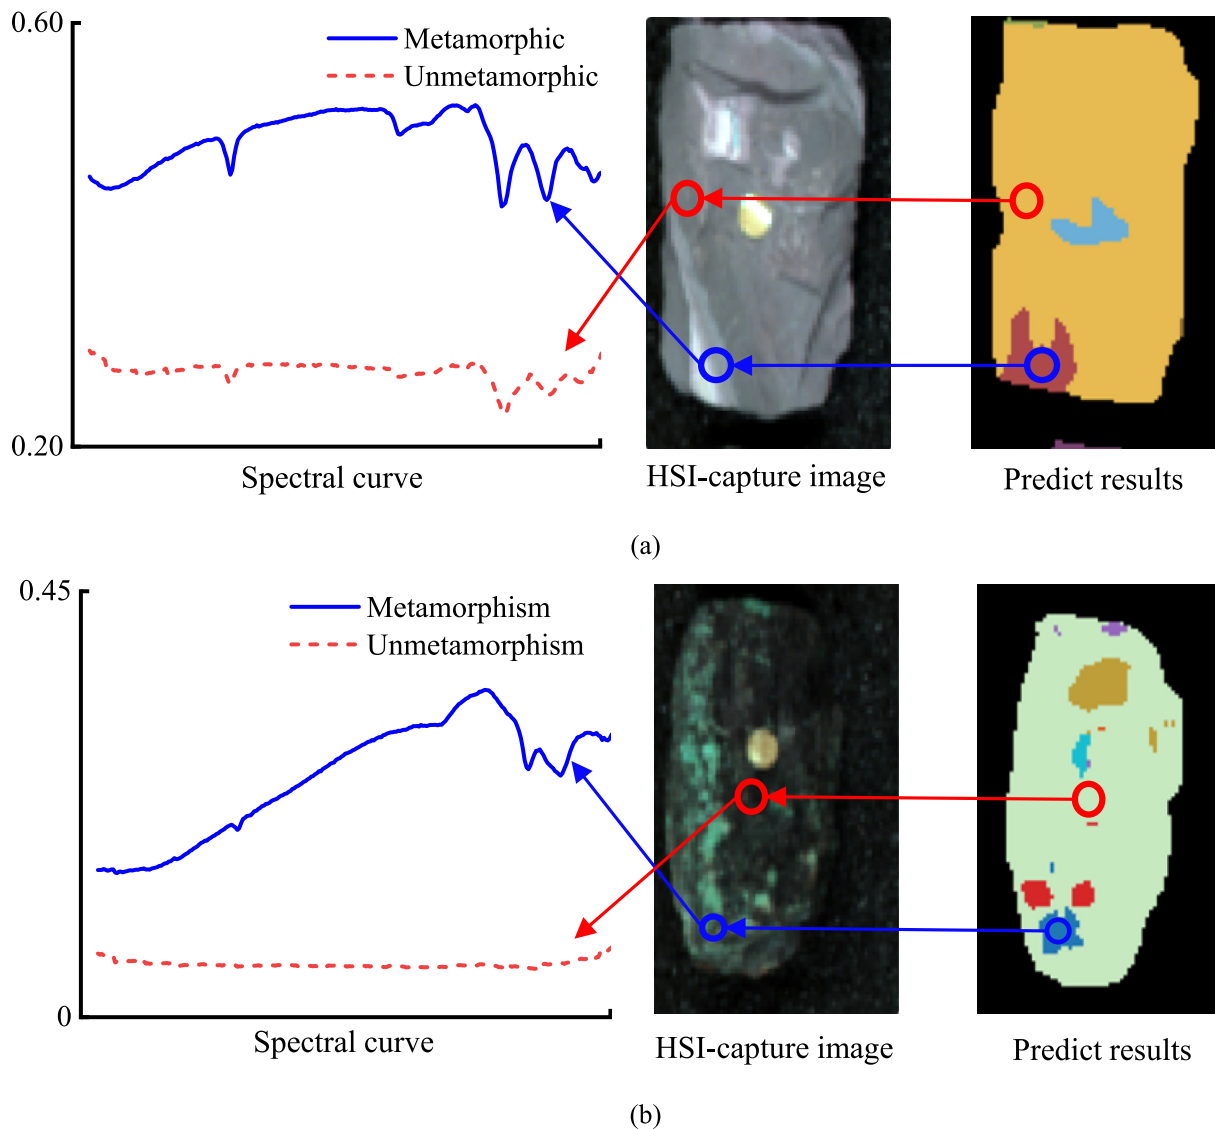 0.60
Metamorphic
Unmetamorphic
0.20
Spectral curve
HSI-capture image
Predict results
(a)
0.45
Metamorphism
Unmetamorphism
0
Spectral curve
HSI-capture image
Predict results
(b)